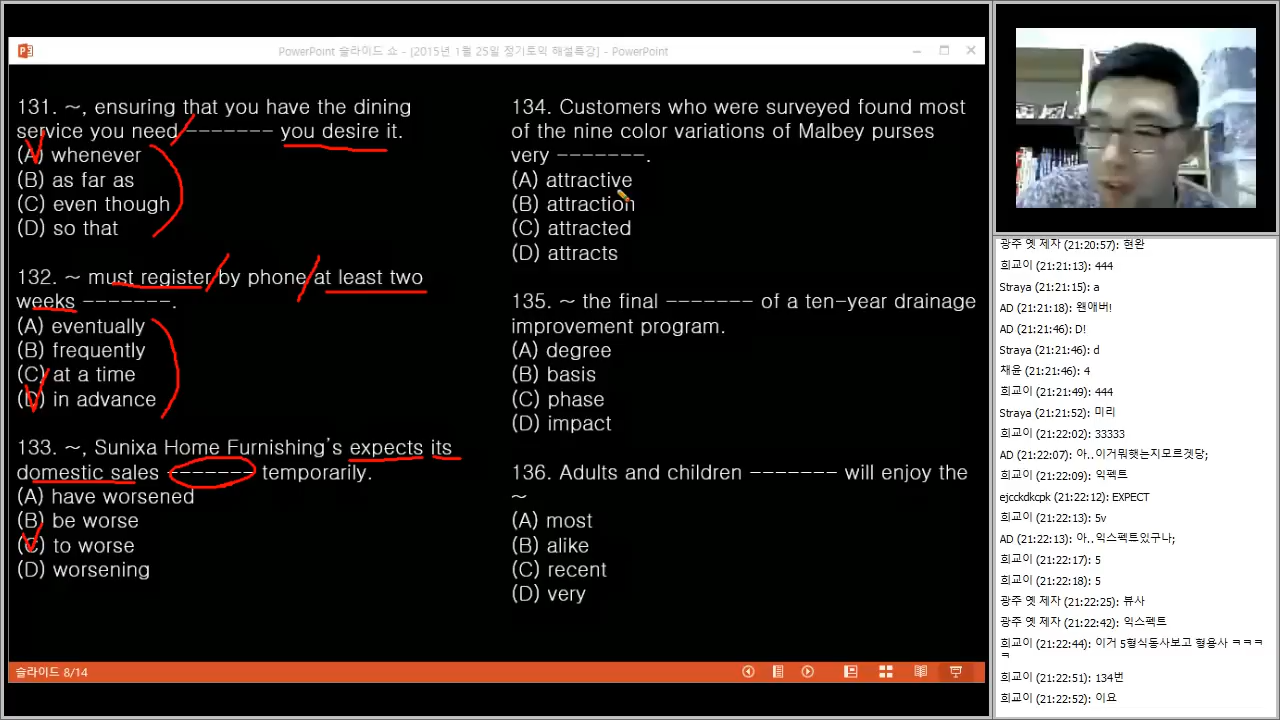 PowerPoint 슬라이드 쇼 - [2015년 1월 25일 정기토익 해설특강] - PowerPoint
131. ~, ensuring that you have the dining
service you need ------- you desire it.
(A) whenever
(B) as far as
(C) even though
(D) so that
132. ~ must register by phone at least two
weeks -------.
(A) eventually
(B) frequently
(C) at a time
(D) in advance
133. ~, Sunixa Home Furnishing's expects its
domestic sales ------- temporarily.
(A) have worsened
(B) be worse
(C) to worse
(D) worsening
134. Customers who were surveyed found most
of the nine color variations of Malbey purses
very -------.
(A) attractive
(B) attraction
(C) attracted
(D) attracts
135. ~ the final ------- of a ten-year drainage
improvement program.
(A) degree
(B) basis
(C) phase
(D) impact
136. Adults and children ------- will enjoy the
~
(A) most
(B) alike
(C) recent
(D) very
슬라이드 8/14
광주 옛 제자 (21:20:57): 현완
희교이 (21:21:13): 444
Straya (21:21:15): a
AD (21:21:18): 왠애버!
AD (21:21:46): D!
Straya (21:21:46): d
채윤 (21:21:46): 4
희교이 (21:21:49): 444
Straya (21:21:52): 미리
희교이 (21:22:02): 33333
AD (21:22:07): 아..이거뭐햇는지모르겟당;
희교이 (21:22:09): 익펙트
ejcckdkcpk (21:22:12): EXPECT
희교이 (21:22:13): 5v
AD (21:22:13): 아..익스펙트있구나;
희교이 (21:22:17): 5
희교이 (21:22:18): 5
광주 옛 제자 (21:22:25): 뷰사
광주 옛 제자 (21:22:42): 익스펙트
희교이 (21:22:44): 이거 5형식동사보고 형용사 ㅋㅋㅋ
ㅋ
희교이 (21:22:51): 134번
희교이 (21:22:52): 이요